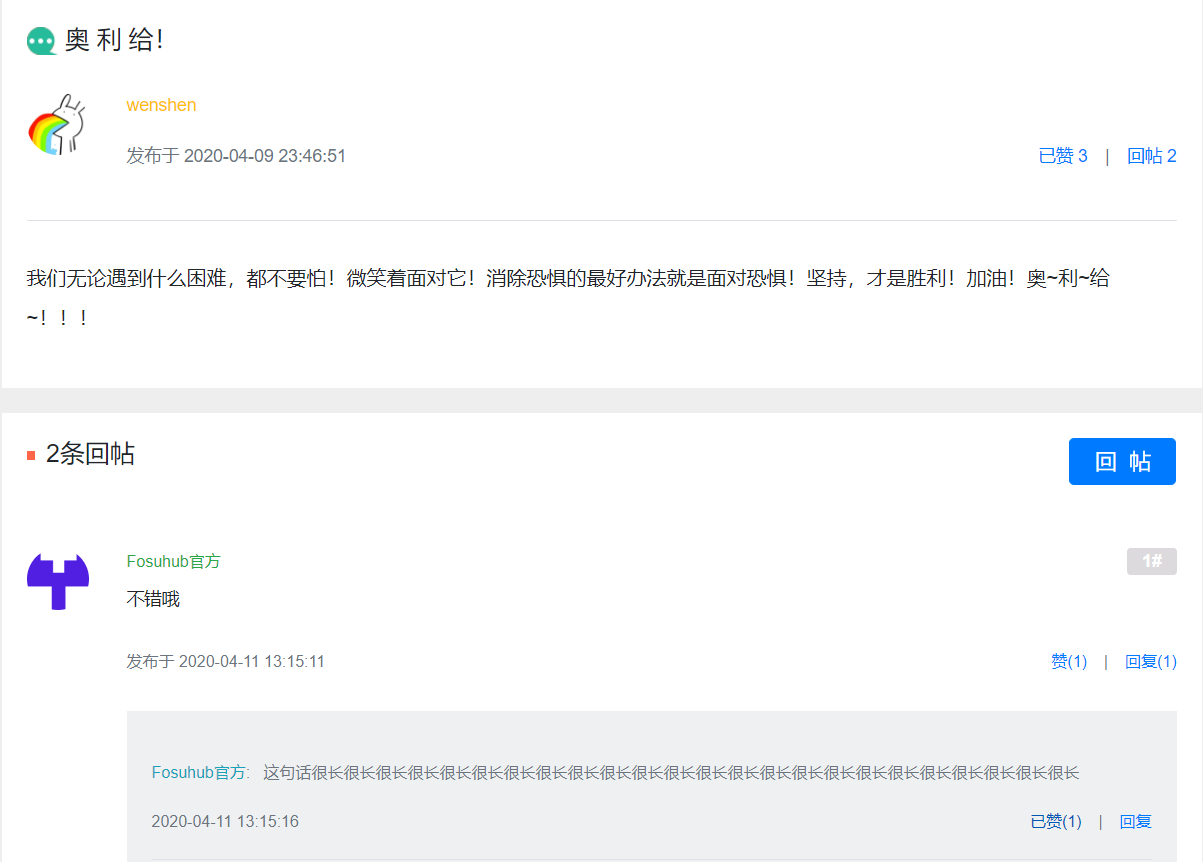 奥 利 给！
wenshen
发布于 2020-04-09 23:46:51
已赞 3 | 回帖 2
我们无论遇到什么困难，都不要怕！微笑着面对它！消除恐惧的最好办法就是面对恐惧！坚持，才是胜利！加油！奥~利~给
~！！！
2条回帖
回 帖
Fosuhub官方
1#
不错哦
发布于 2020-04-11 13:15:11
赞(1) | 回复(1)
Fosuhub官方: 这句话很长很长很长很长很长很长很长很长很长很长很长很长很长很长很长很长很长很长很长很长很长很长很长很长
2020-04-11 13:15:16
已赞(1) | 回复